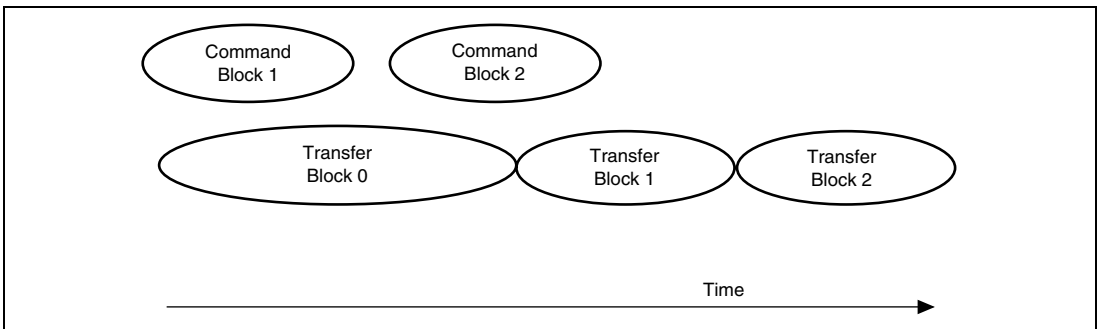 Command
Block 1
Command
Block 2
Transfer
Block 0
Transfer
Block 1
Transfer
Block 2
Time